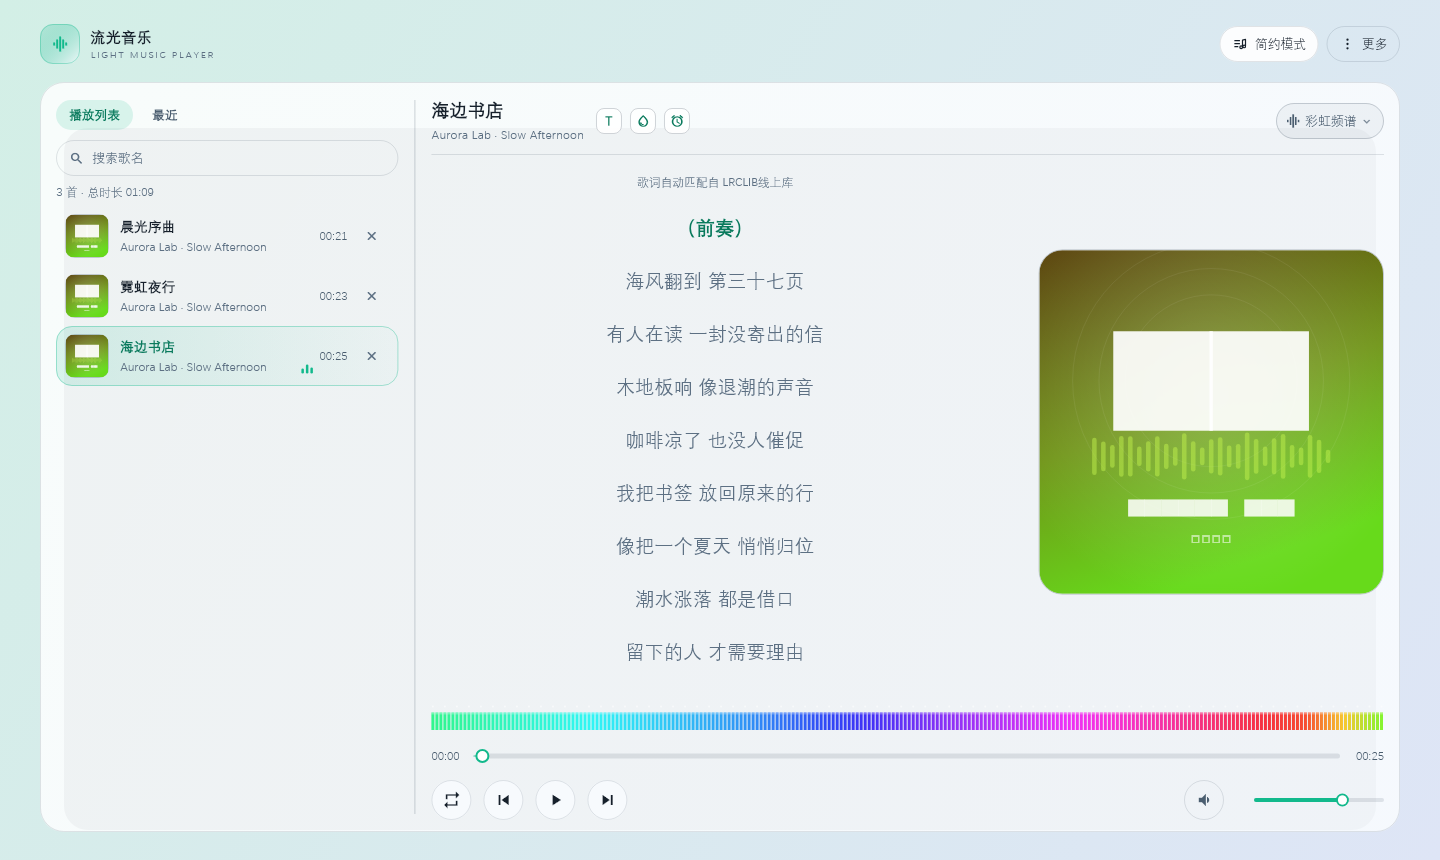 流光音乐
LIGHT MUSIC PLAYER
简约模式
更多
播放列表
最近
搜索歌名
3 首 · 总时长 01:09
晨光序曲
Aurora Lab · Slow Afternoon
00:21
霓虹夜行
Aurora Lab · Slow Afternoon
00:23
海边书店
Aurora Lab · Slow Afternoon
00:25
海边书店
Aurora Lab · Slow Afternoon
T
彩虹频谱
歌词自动匹配自 LRCLIB线上库
(前奏)
海风翻到 第三十七页
有人在读 一封没寄出的信
木地板响 像退潮的声音
咖啡凉了 也没人催促
我把书签 放回原来的行
像把一个夏天 悄悄归位
潮水涨落 都是借口
留下的人 才需要理由
00:00
00:25